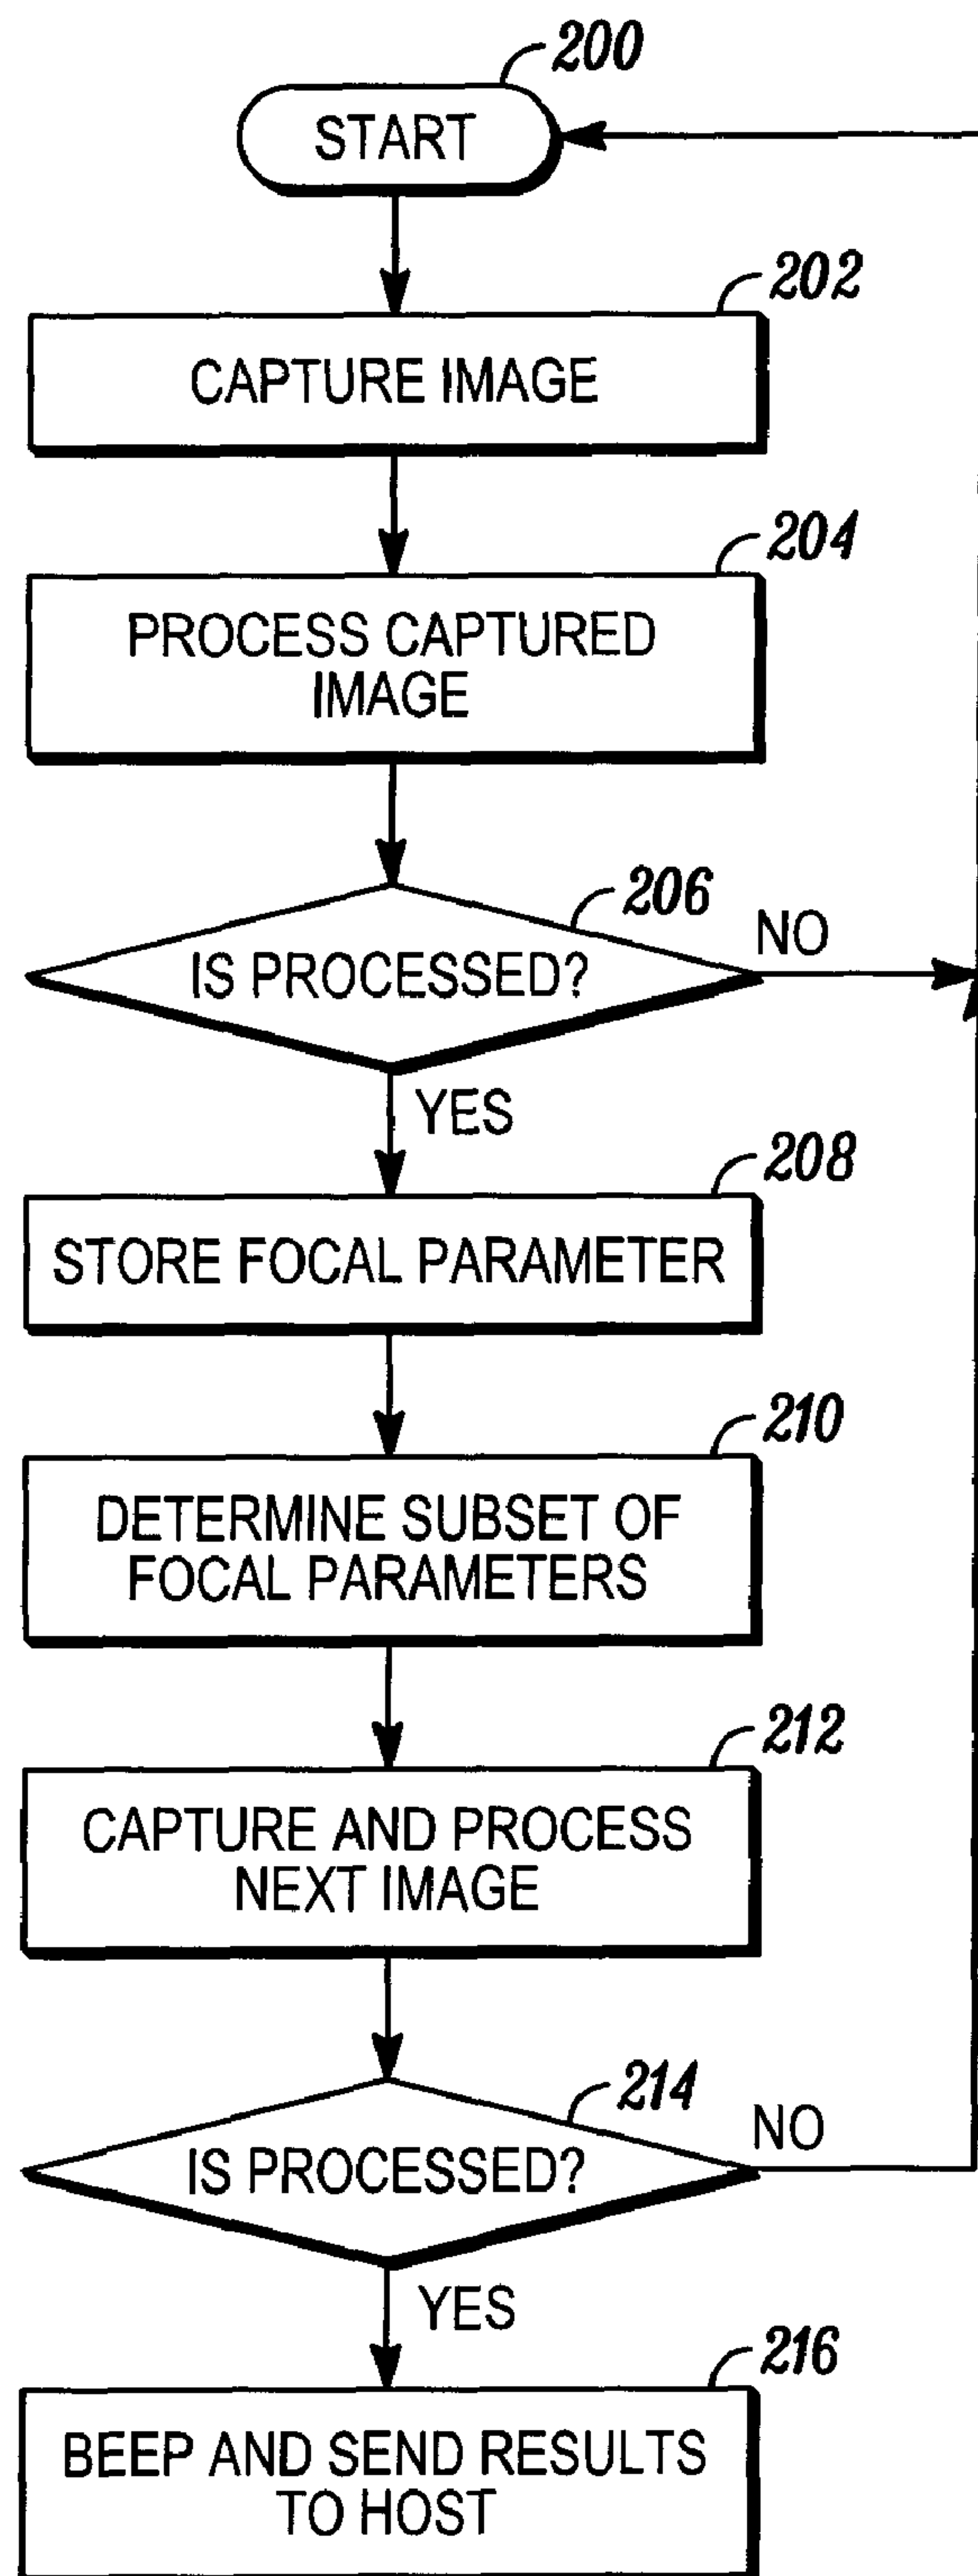 200
START
202
CAPTURE IMAGE
204
PROCESS CAPTURED
IMAGE
206
IS PROCESSED?
NO
YES
208
STORE FOCAL PARAMETER
210
DETERMINE SUBSET OF
FOCAL PARAMETERS
212
CAPTURE AND PROCESS
NEXT IMAGE
214
IS PROCESSED?
NO
YES
216
BEEP AND SEND RESULTS
TO HOST